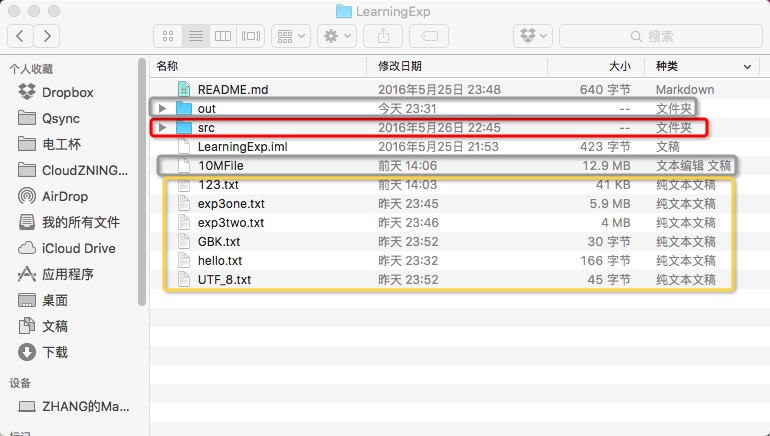 LearningExp
搜索
个人收藏
Dropbox
Qsync
电工杯
CloudZNING...
AirDrop
我的所有文件
iCloud Drive
应用程序
桌面
文稿
下载
设备
ZHANG的Ma...
名称 修改日期 大小 种类
README.md 2016年5月25日 23:48 640 字节 Markdown
out 今天 23:31 -- 文件夹
src 2016年5月26日 22:45 -- 文件夹
LearningExp.iml 2016年5月25日 21:53 423 字节 文稿
10MFile 前天 14:06 12.9 MB 文本编辑 文稿
123.txt 前天 14:03 41 KB 纯文本文稿
exp3one.txt 昨天 23:45 5.9 MB 纯文本文稿
exp3two.txt 昨天 23:46 4 MB 纯文本文稿
GBK.txt 昨天 23:52 30 字节 纯文本文稿
hello.txt 昨天 23:32 166 字节 纯文本文稿
UTF_8.txt 昨天 23:52 45 字节 纯文本文稿